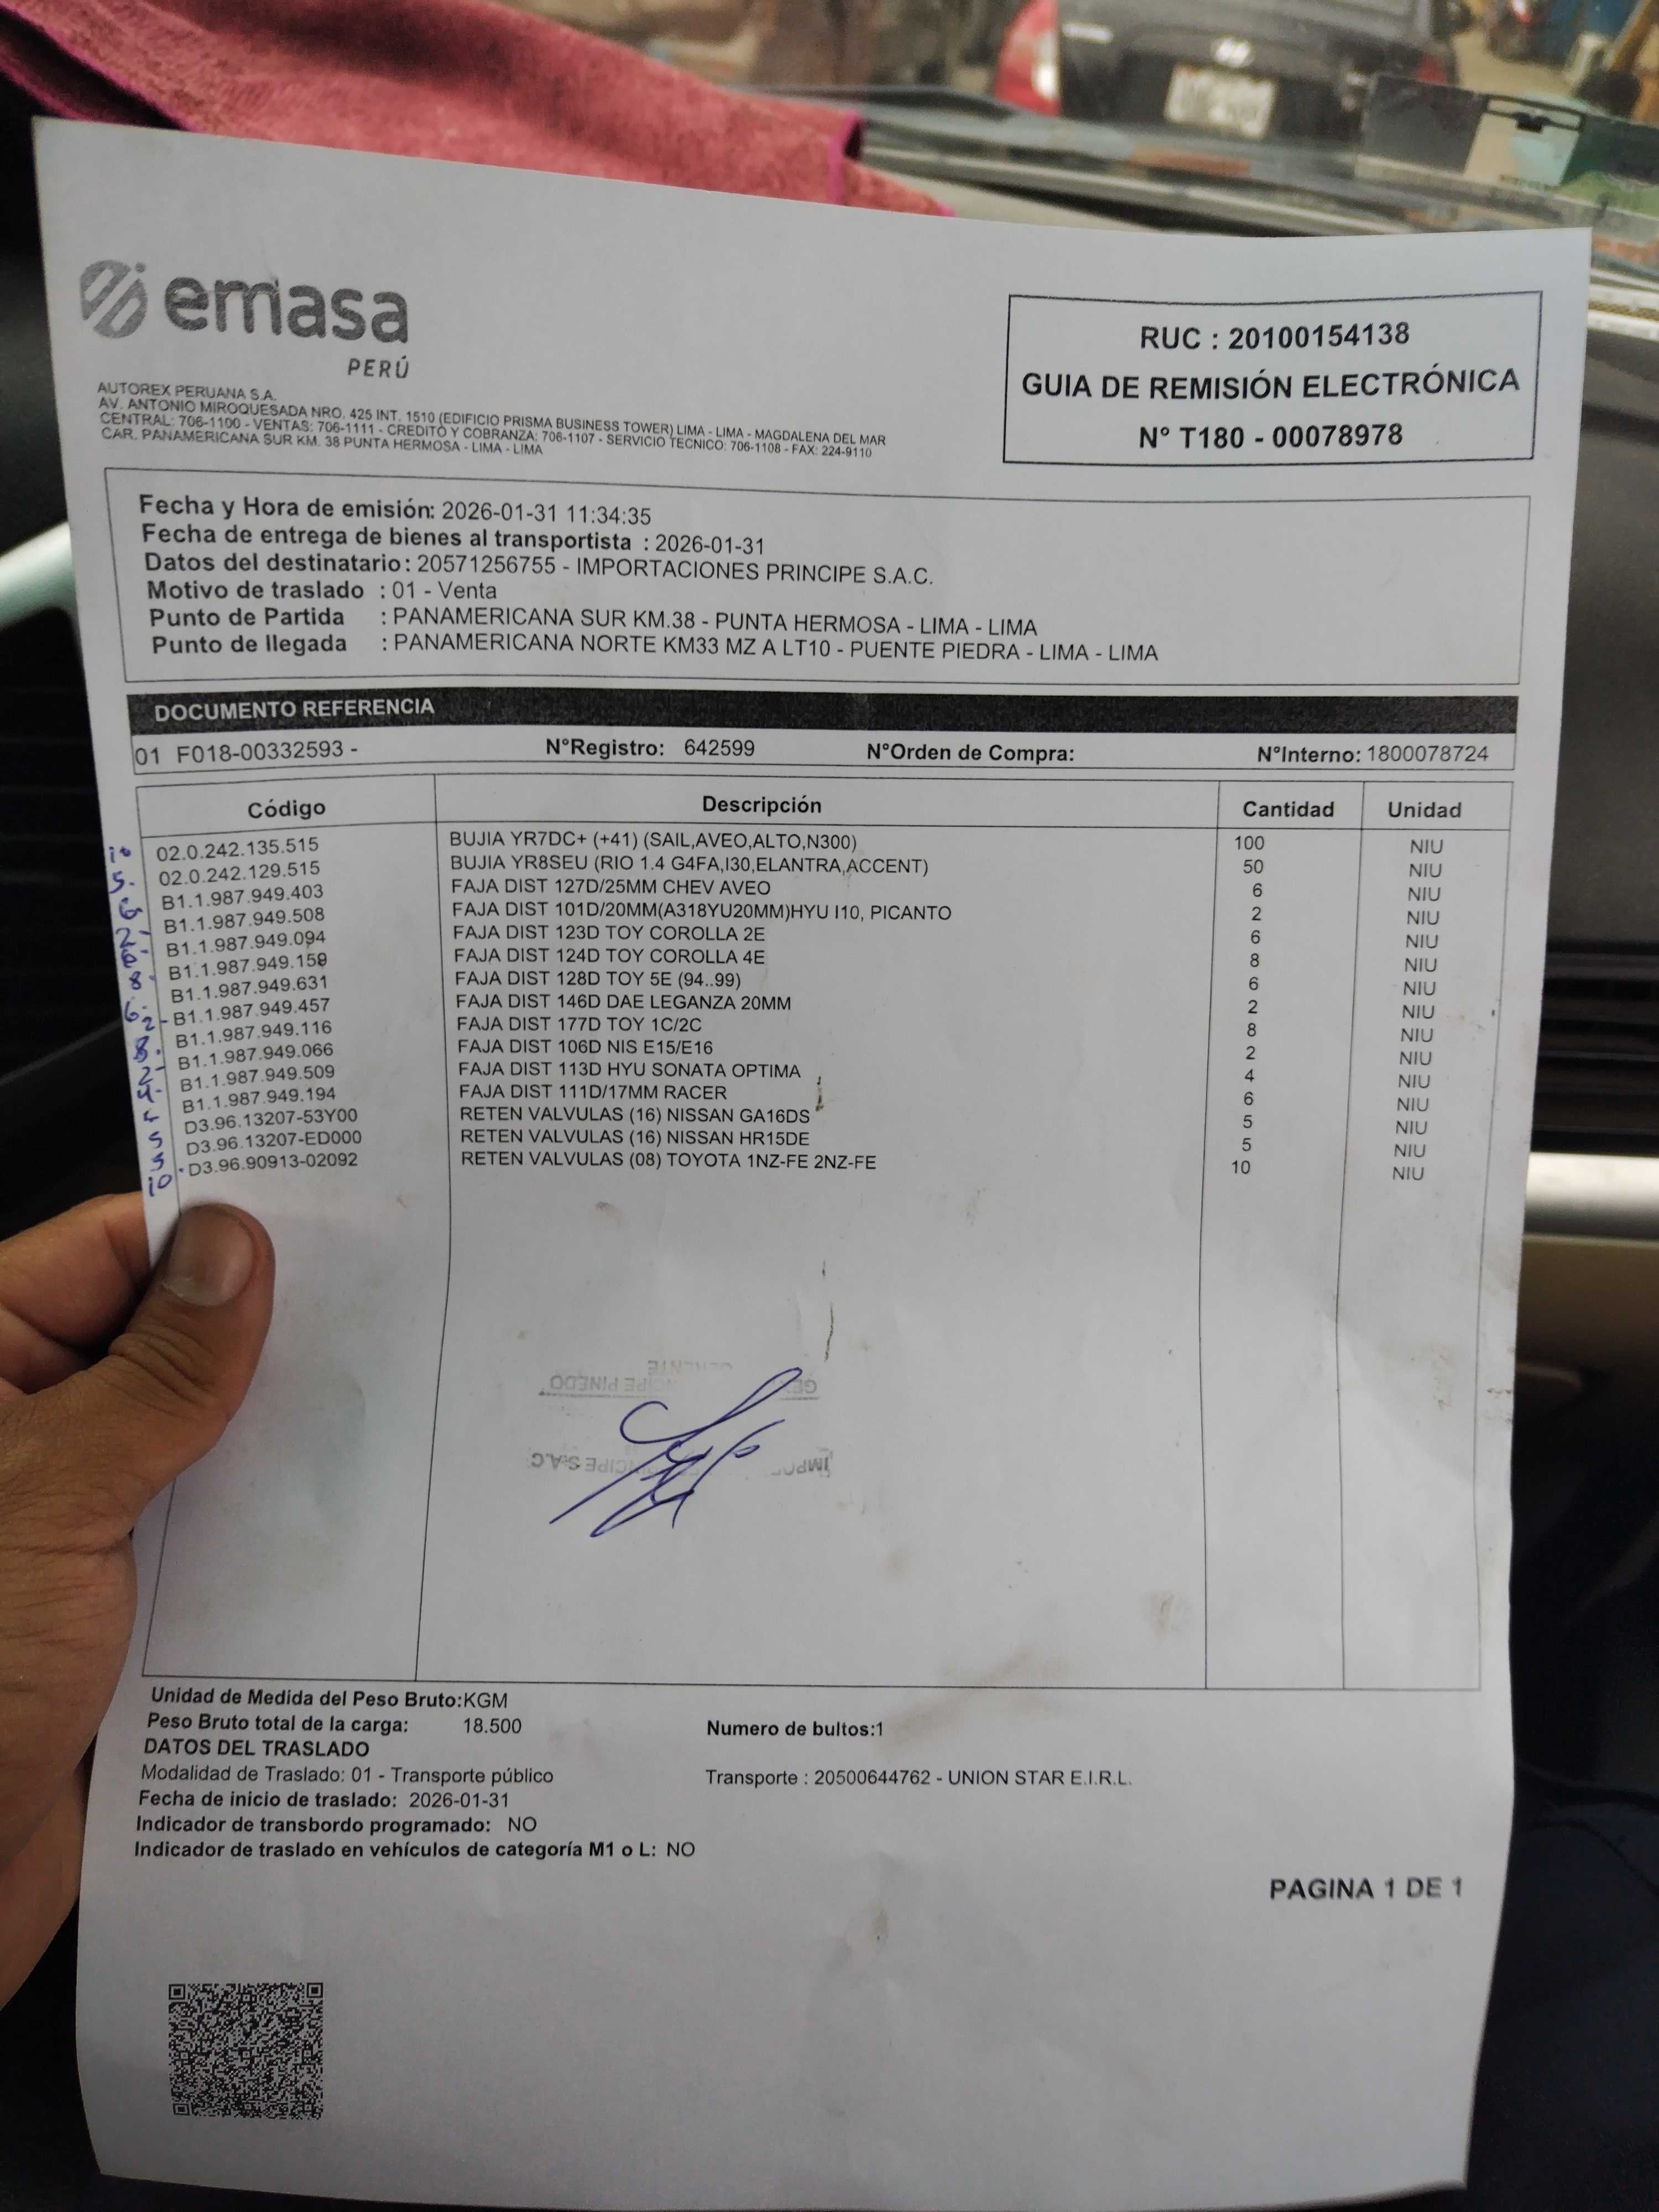 emasa
PERÚ
AUTOREX PERUANA S.A.
AV. ANTONIO MIROQUESADA NRO. 425 INT. 1510 (EDIFICIO PRISMA BUSINESS TOWER) LIMA - LIMA - MAGDALENA DEL MAR
CENTRAL: 706-1100 - VENTAS: 706-1111 - CREDITO Y COBRANZA: 706-1107 - SERVICIO TECNICO: 706-1108 - FAX: 224-9110
CAR. PANAMERICANA SUR KM. 38 PUNTA HERMOSA - LIMA - LIMA
RUC : 20100154138
GUIA DE REMISIÓN ELECTRÓNICA
N° T180 - 00078978
Fecha y Hora de emisión: 2026-01-31 11:34:35
Fecha de entrega de bienes al transportista : 2026-01-31
Datos del destinatario: 20571256755 - IMPORTACIONES PRINCIPE S.A.C.
Motivo de traslado : 01 - Venta
Punto de Partida : PANAMERICANA SUR KM.38 - PUNTA HERMOSA - LIMA - LIMA
Punto de llegada : PANAMERICANA NORTE KM33 MZ A LT10 - PUENTE PIEDRA - LIMA - LIMA
DOCUMENTO REFERENCIA
01 F018-00332593 - N°Registro: 642599 N°Orden de Compra: N°Interno: 1800078724
Código Descripción Cantidad Unidad
10 02.0.242.135.515 BUJIA YR7DC+ (+41) (SAIL,AVEO,ALTO,N300) 100 NIU
5 02.0.242.129.515 BUJIA YR8SEU (RIO 1.4 G4FA,I30,ELANTRA,ACCENT) 50 NIU
6 B1.1.987.949.403 FAJA DIST 127D/25MM CHEV AVEO 6 NIU
2 B1.1.987.949.508 FAJA DIST 101D/20MM(A318YU20MM)HYU I10, PICANTO 2 NIU
6 B1.1.987.949.094 FAJA DIST 123D TOY COROLLA 2E 6 NIU
8 B1.1.987.949.159 FAJA DIST 124D TOY COROLLA 4E 8 NIU
6 B1.1.987.949.631 FAJA DIST 128D TOY 5E (94..99) 6 NIU
2 - B1.1.987.949.457 FAJA DIST 146D DAE LEGANZA 20MM 2 NIU
8 B1.1.987.949.116 FAJA DIST 177D TOY 1C/2C 8 NIU
2 B1.1.987.949.066 FAJA DIST 106D NIS E15/E16 2 NIU
4 B1.1.987.949.509 FAJA DIST 113D HYU SONATA OPTIMA 4 NIU
B1.1.987.949.194 FAJA DIST 111D/17MM RACER 6 NIU
5 D3.96.13207-53Y00 RETEN VALVULAS (16) NISSAN GA16DS 5 NIU
5 D3.96.13207-ED000 RETEN VALVULAS (16) NISSAN HR15DE 5 NIU
10 D3.96.90913-02092 RETEN VALVULAS (08) TOYOTA 1NZ-FE 2NZ-FE 10 NIU
Unidad de Medida del Peso Bruto:KGM
Peso Bruto total de la carga: 18.500 Numero de bultos:1
DATOS DEL TRASLADO
Modalidad de Traslado: 01 - Transporte público Transporte : 20500644762 - UNION STAR E.I.R.L.
Fecha de inicio de traslado: 2026-01-31
Indicador de transbordo programado: NO
Indicador de traslado en vehículos de categoría M1 o L: NO
PAGINA 1 DE 1